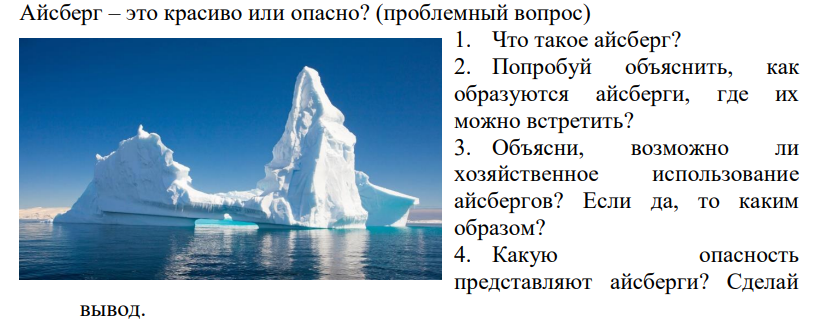 Айсберг – это красиво или опасно? (проблемный вопрос)
1. Что такое айсберг?
2. Попробуй объяснить, как
образуются айсберги, где их
можно встретить?
3. Объясни, возможно ли
хозяйственное использование
айсбергов? Если да, то каким
образом?
4. Какую опасность
представляют айсберги? Сделай
вывод.